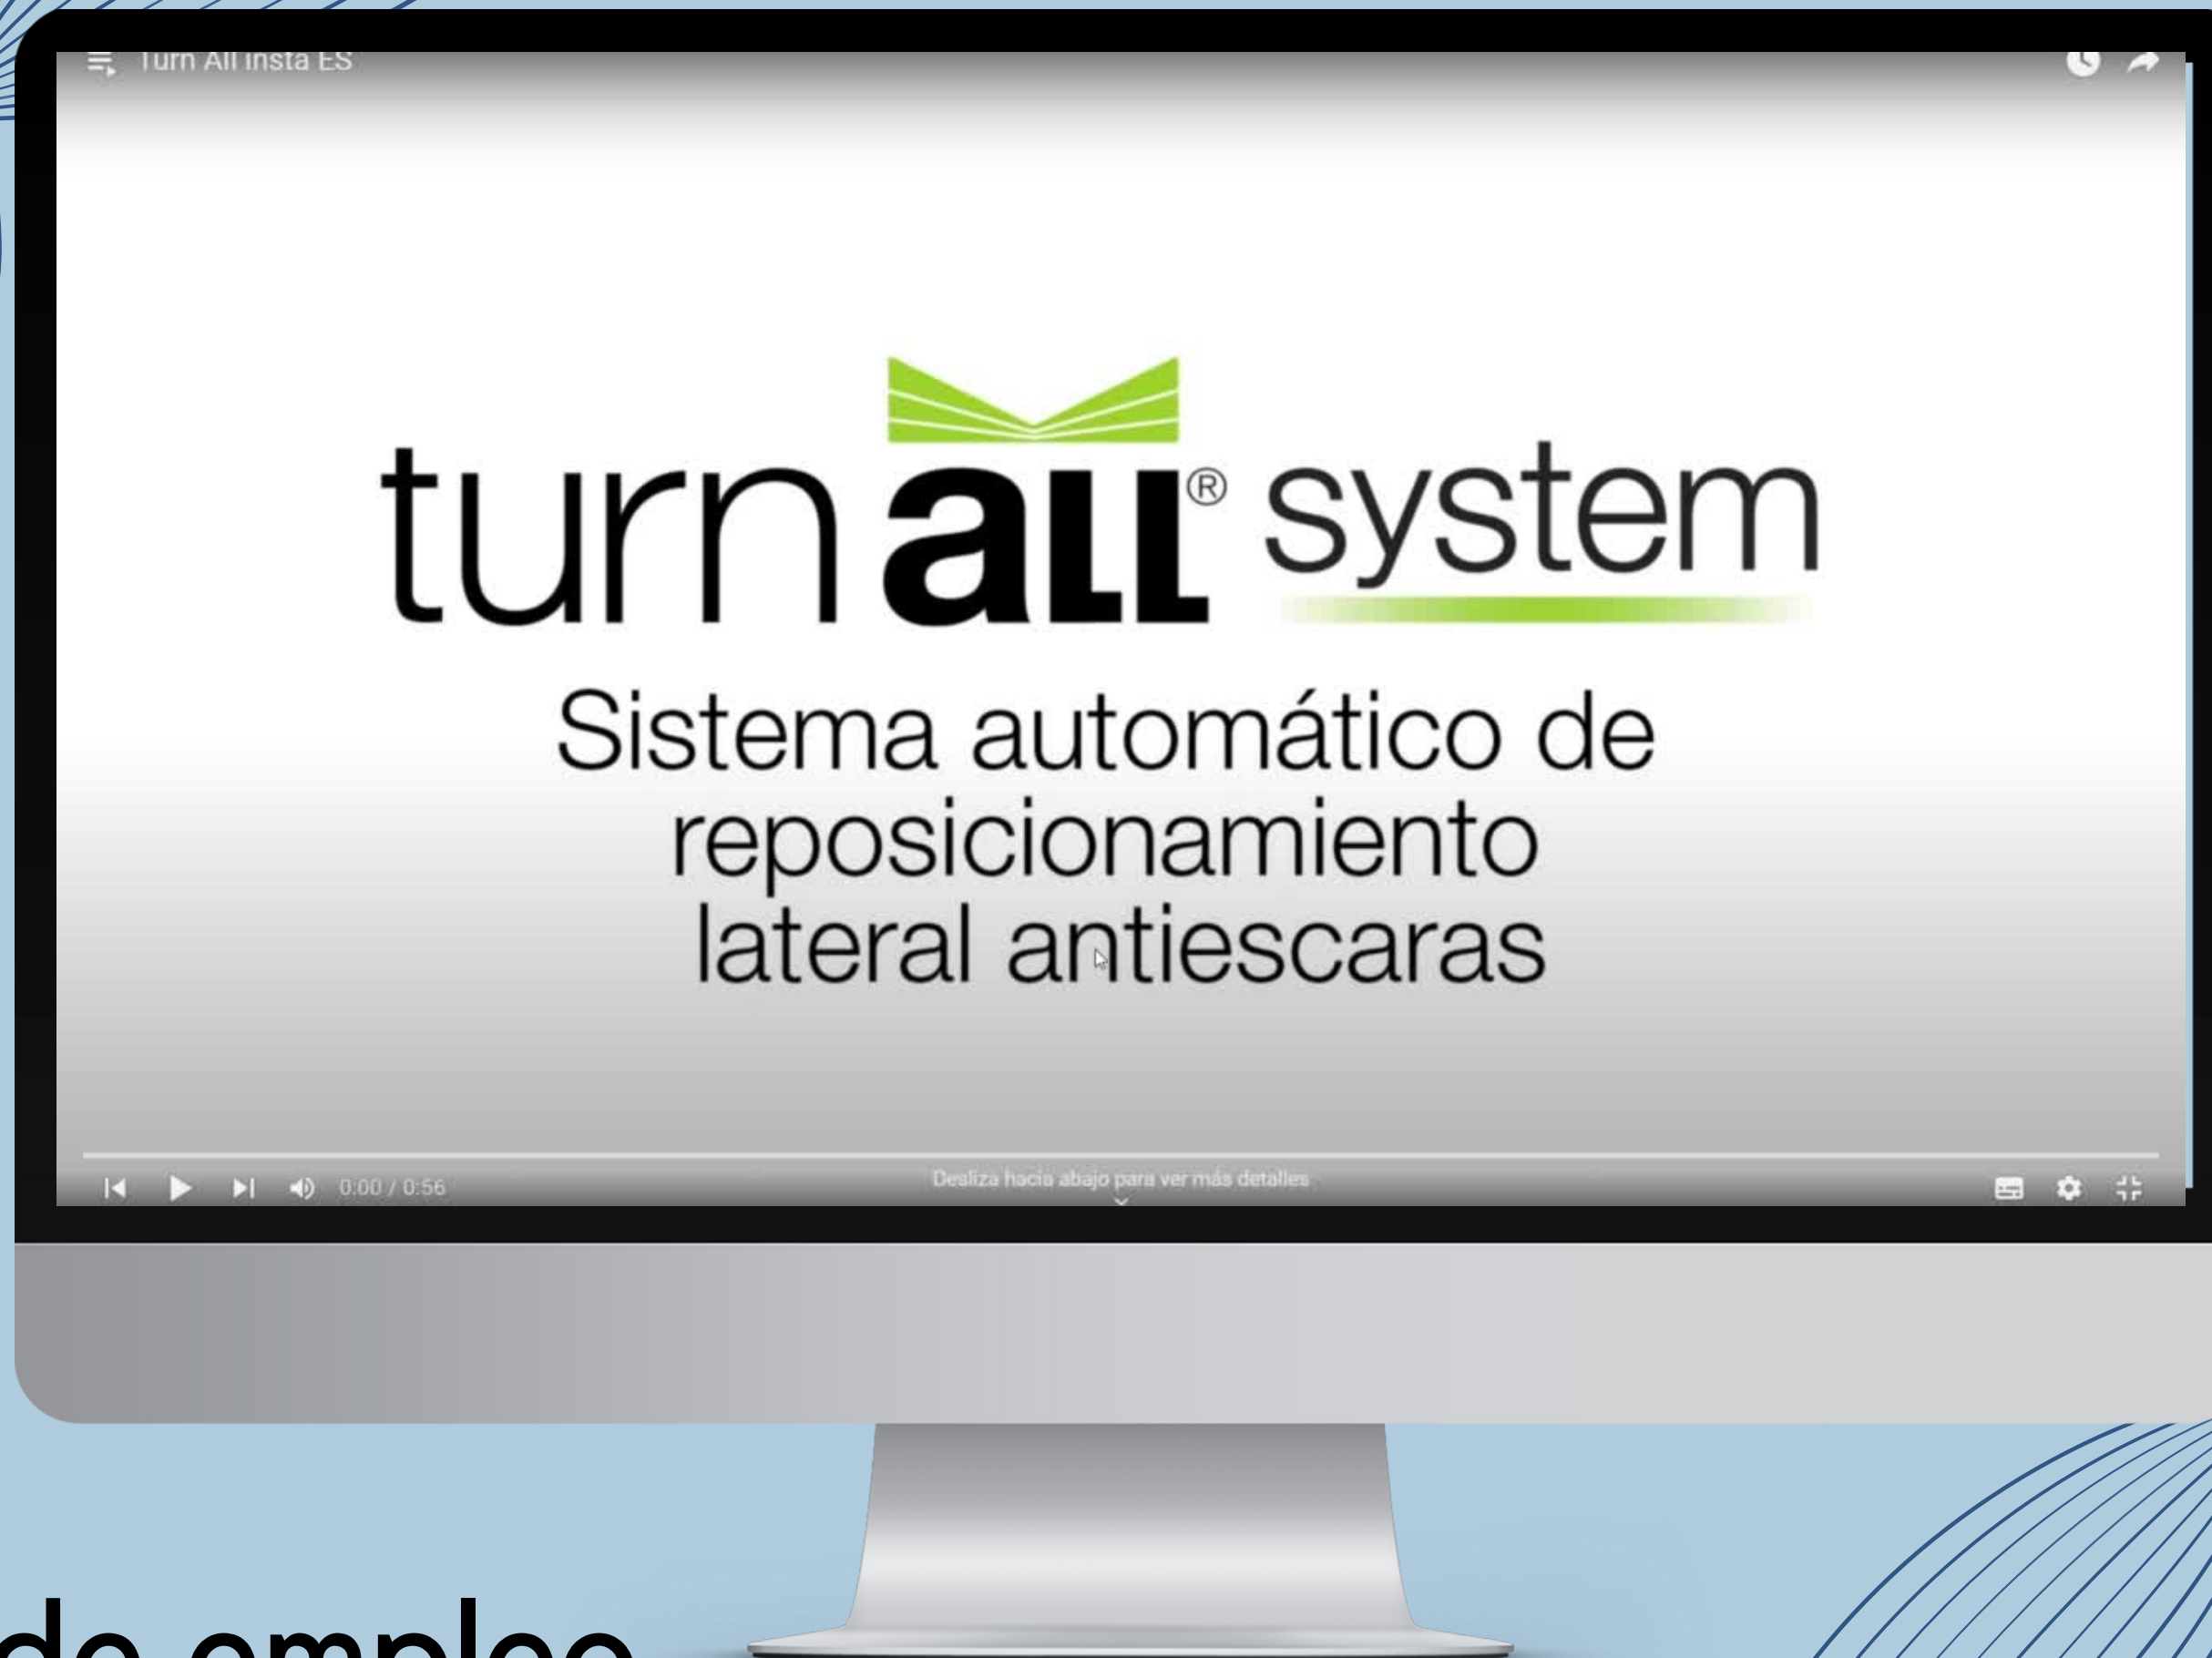 Turn All insta ES
turn all® system
Sistema automático de
reposicionamiento
lateral antiescaras
0:00 / 0:56
Desliza hacia abajo para ver más detalles
de empleo